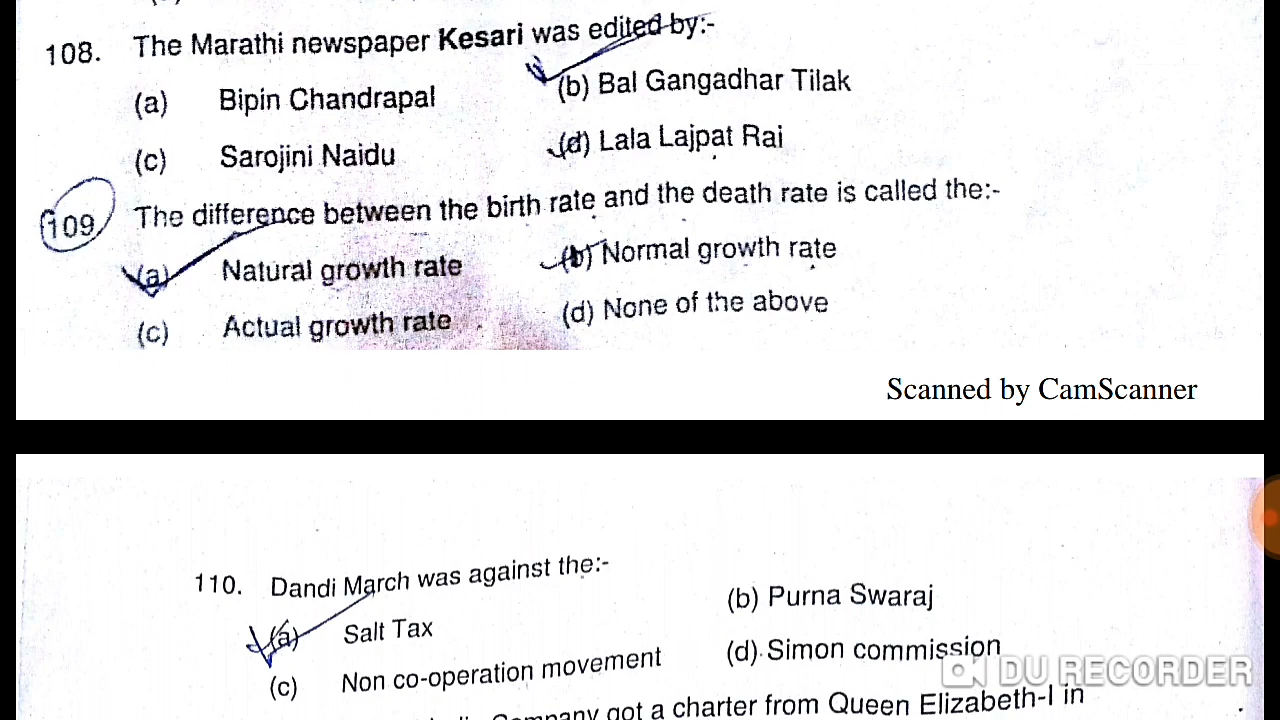 108. The Marathi newspaper Kesari was edited by:-
(a) Bipin Chandrapal (b) Bal Gangadhar Tilak
(c) Sarojini Naidu (d) Lala Lajpat Rai
109 The difference between the birth rate and the death rate is called the:-
(a) Natural growth rate (b) Normal growth rate
(c) Actual growth rate (d) None of the above
Scanned by CamScanner
110. Dandi March was against the:-
(a) Salt Tax (b) Purna Swaraj
(c) Non co-operation movement (d) Simon commission
DU RECORDER
Company got a charter from Queen Elizabeth-I in